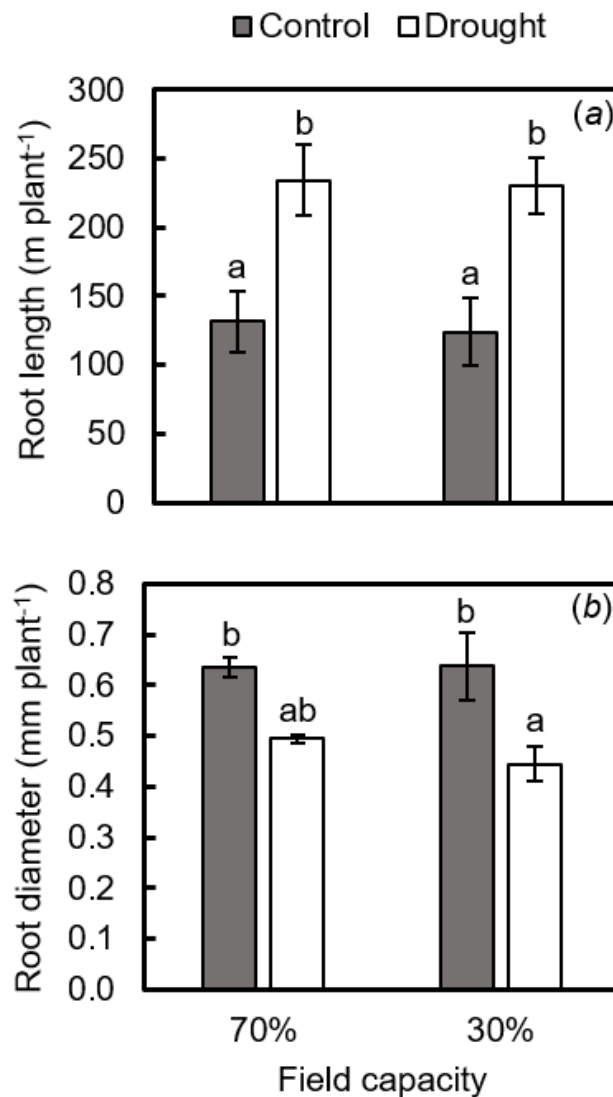 Control Drought
(a)
Root length (m plant-1)
300
250
200
150
100
50
0
a b a b
(b)
Root diameter (mm plant-1)
0.8
0.7
0.6
0.5
0.4
0.3
0.2
0.1
0.0
b ab b a
70% 30%
Field capacity